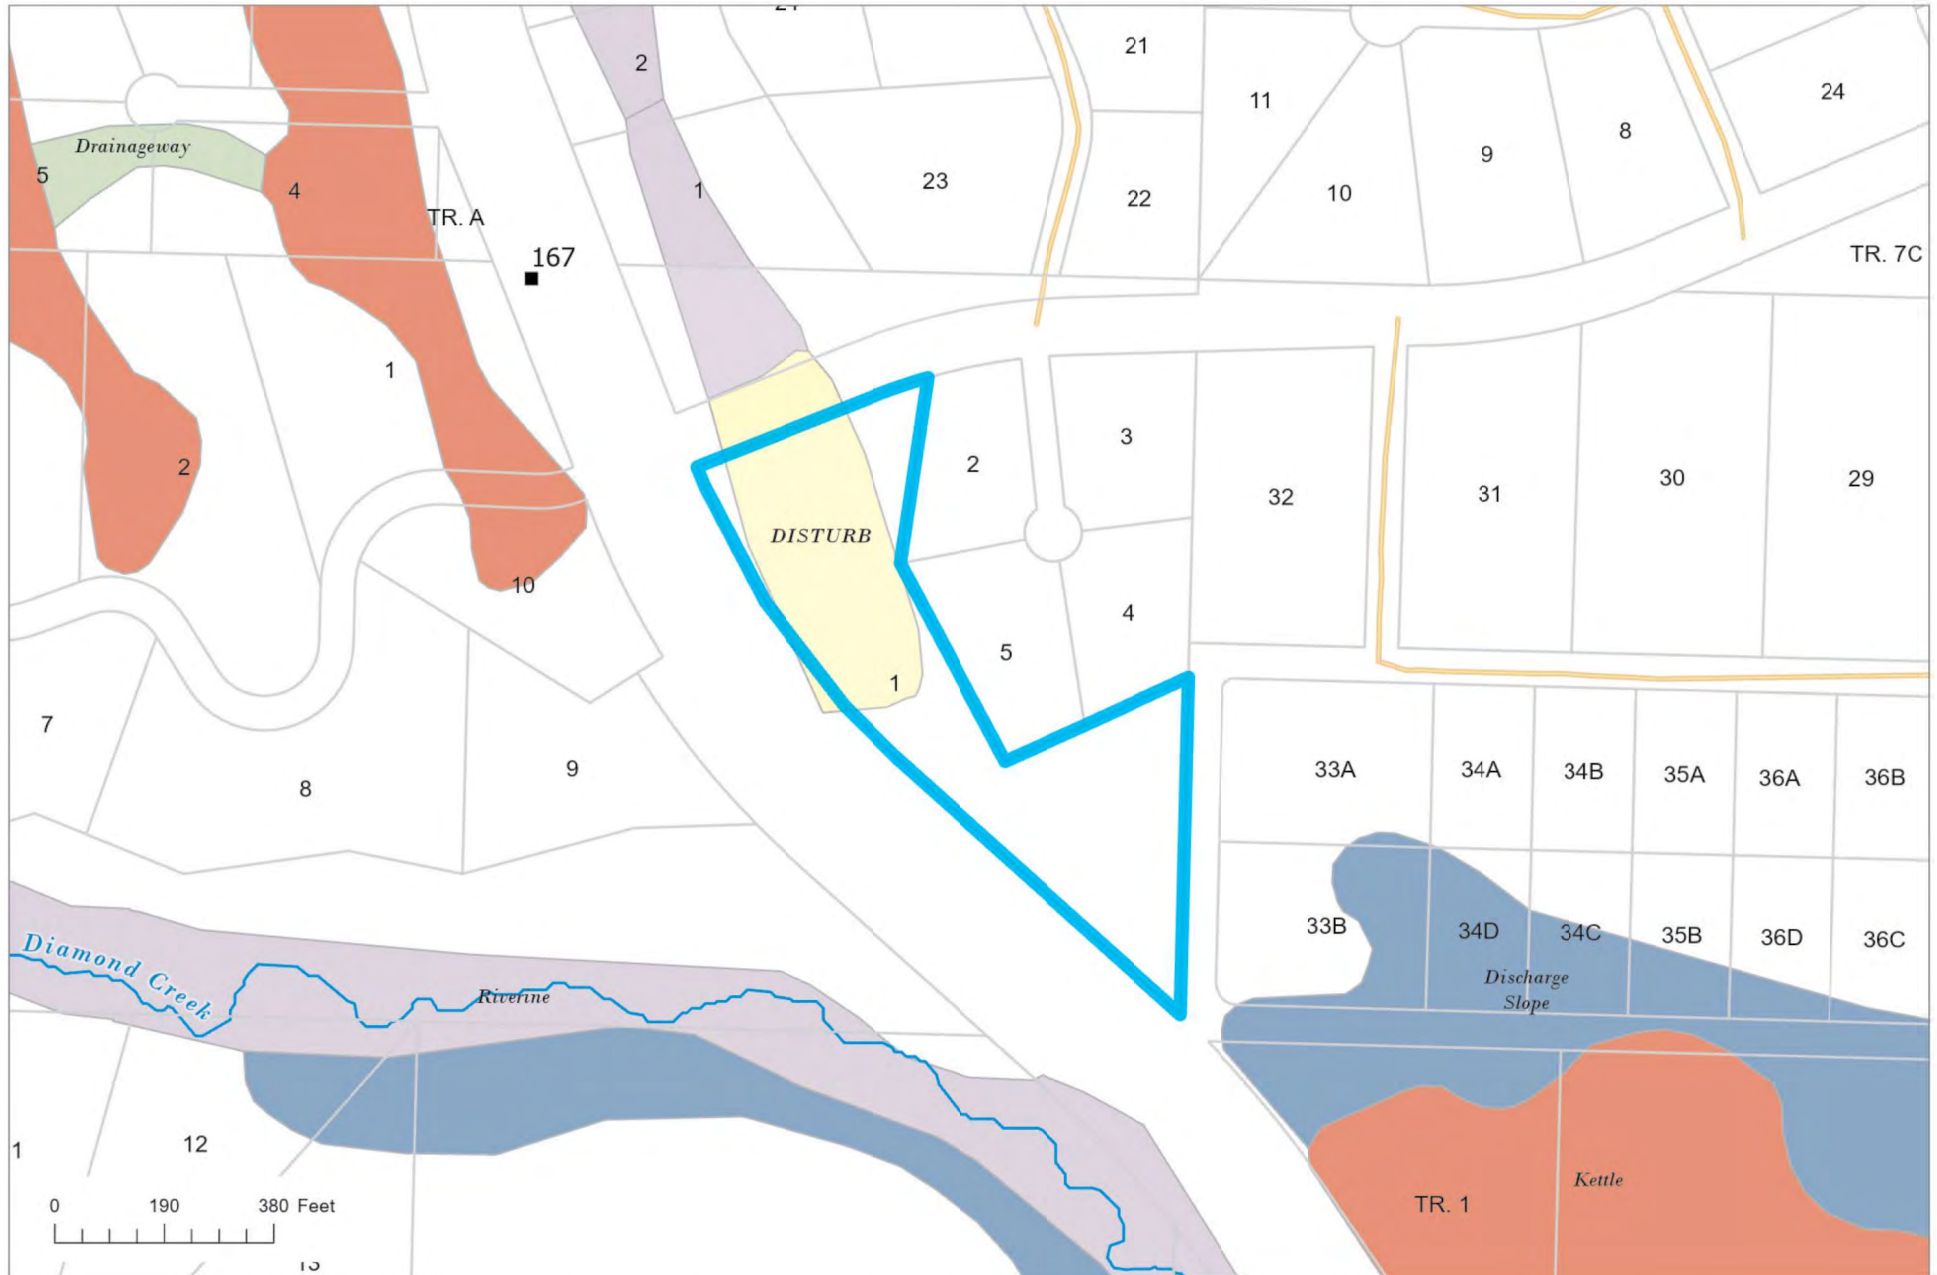 2
21
11
24
8
9
Drainageway
5
4
1
23
22
10
TR. A
167
TR. 7C
1
2
2
3
32
31
30
29
DISTURB
10
4
5
1
7
8
9
33A
34A
34B
35A
36A
36B
33B
34D
34C
35B
36D
36C
Diamond Creek
Riverine
Discharge
Slope
1
12
Kettle
TR. 1
0 190 380 Feet